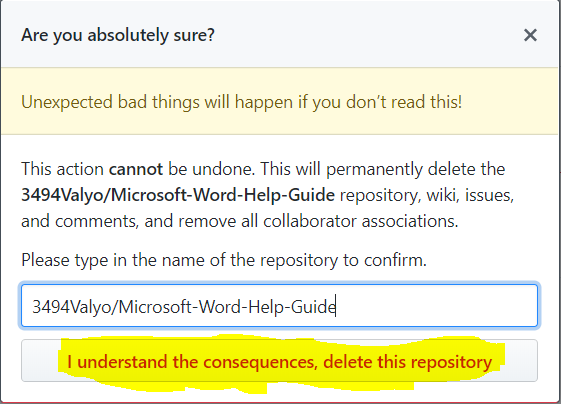 Are you absolutely sure?
Unexpected bad things will happen if you don’t read this!
This action cannot be undone. This will permanently delete the
3494Valyo/Microsoft-Word-Help-Guide repository, wiki, issues,
and comments, and remove all collaborator associations.
Please type in the name of the repository to confirm.
3494Valyo/Microsoft-Word-Help-Guide
I understand the consequences, delete this repository